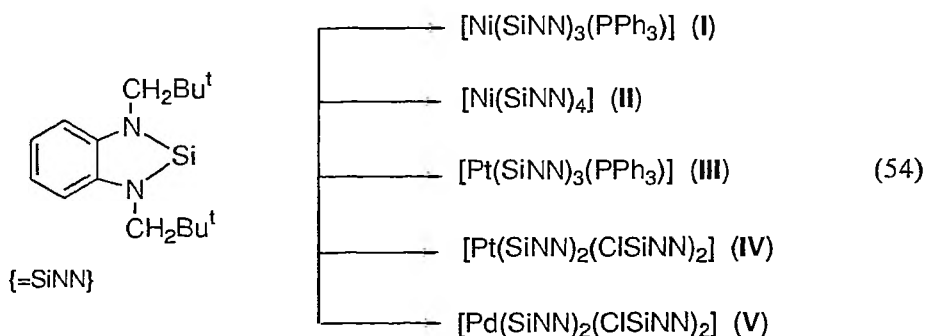 [Ni(SiNN)₃(PPh₃)] (I)
CH₂Buᵗ
N
[Ni(SiNN)₄] (II)
Si
[Pt(SiNN)₃(PPh₃)] (III) (54)
N
CH₂Buᵗ
[Pt(SiNN)₂(ClSiNN)₂] (IV)
{=SiNN}
[Pd(SiNN)₂(ClSiNN)₂] (V)